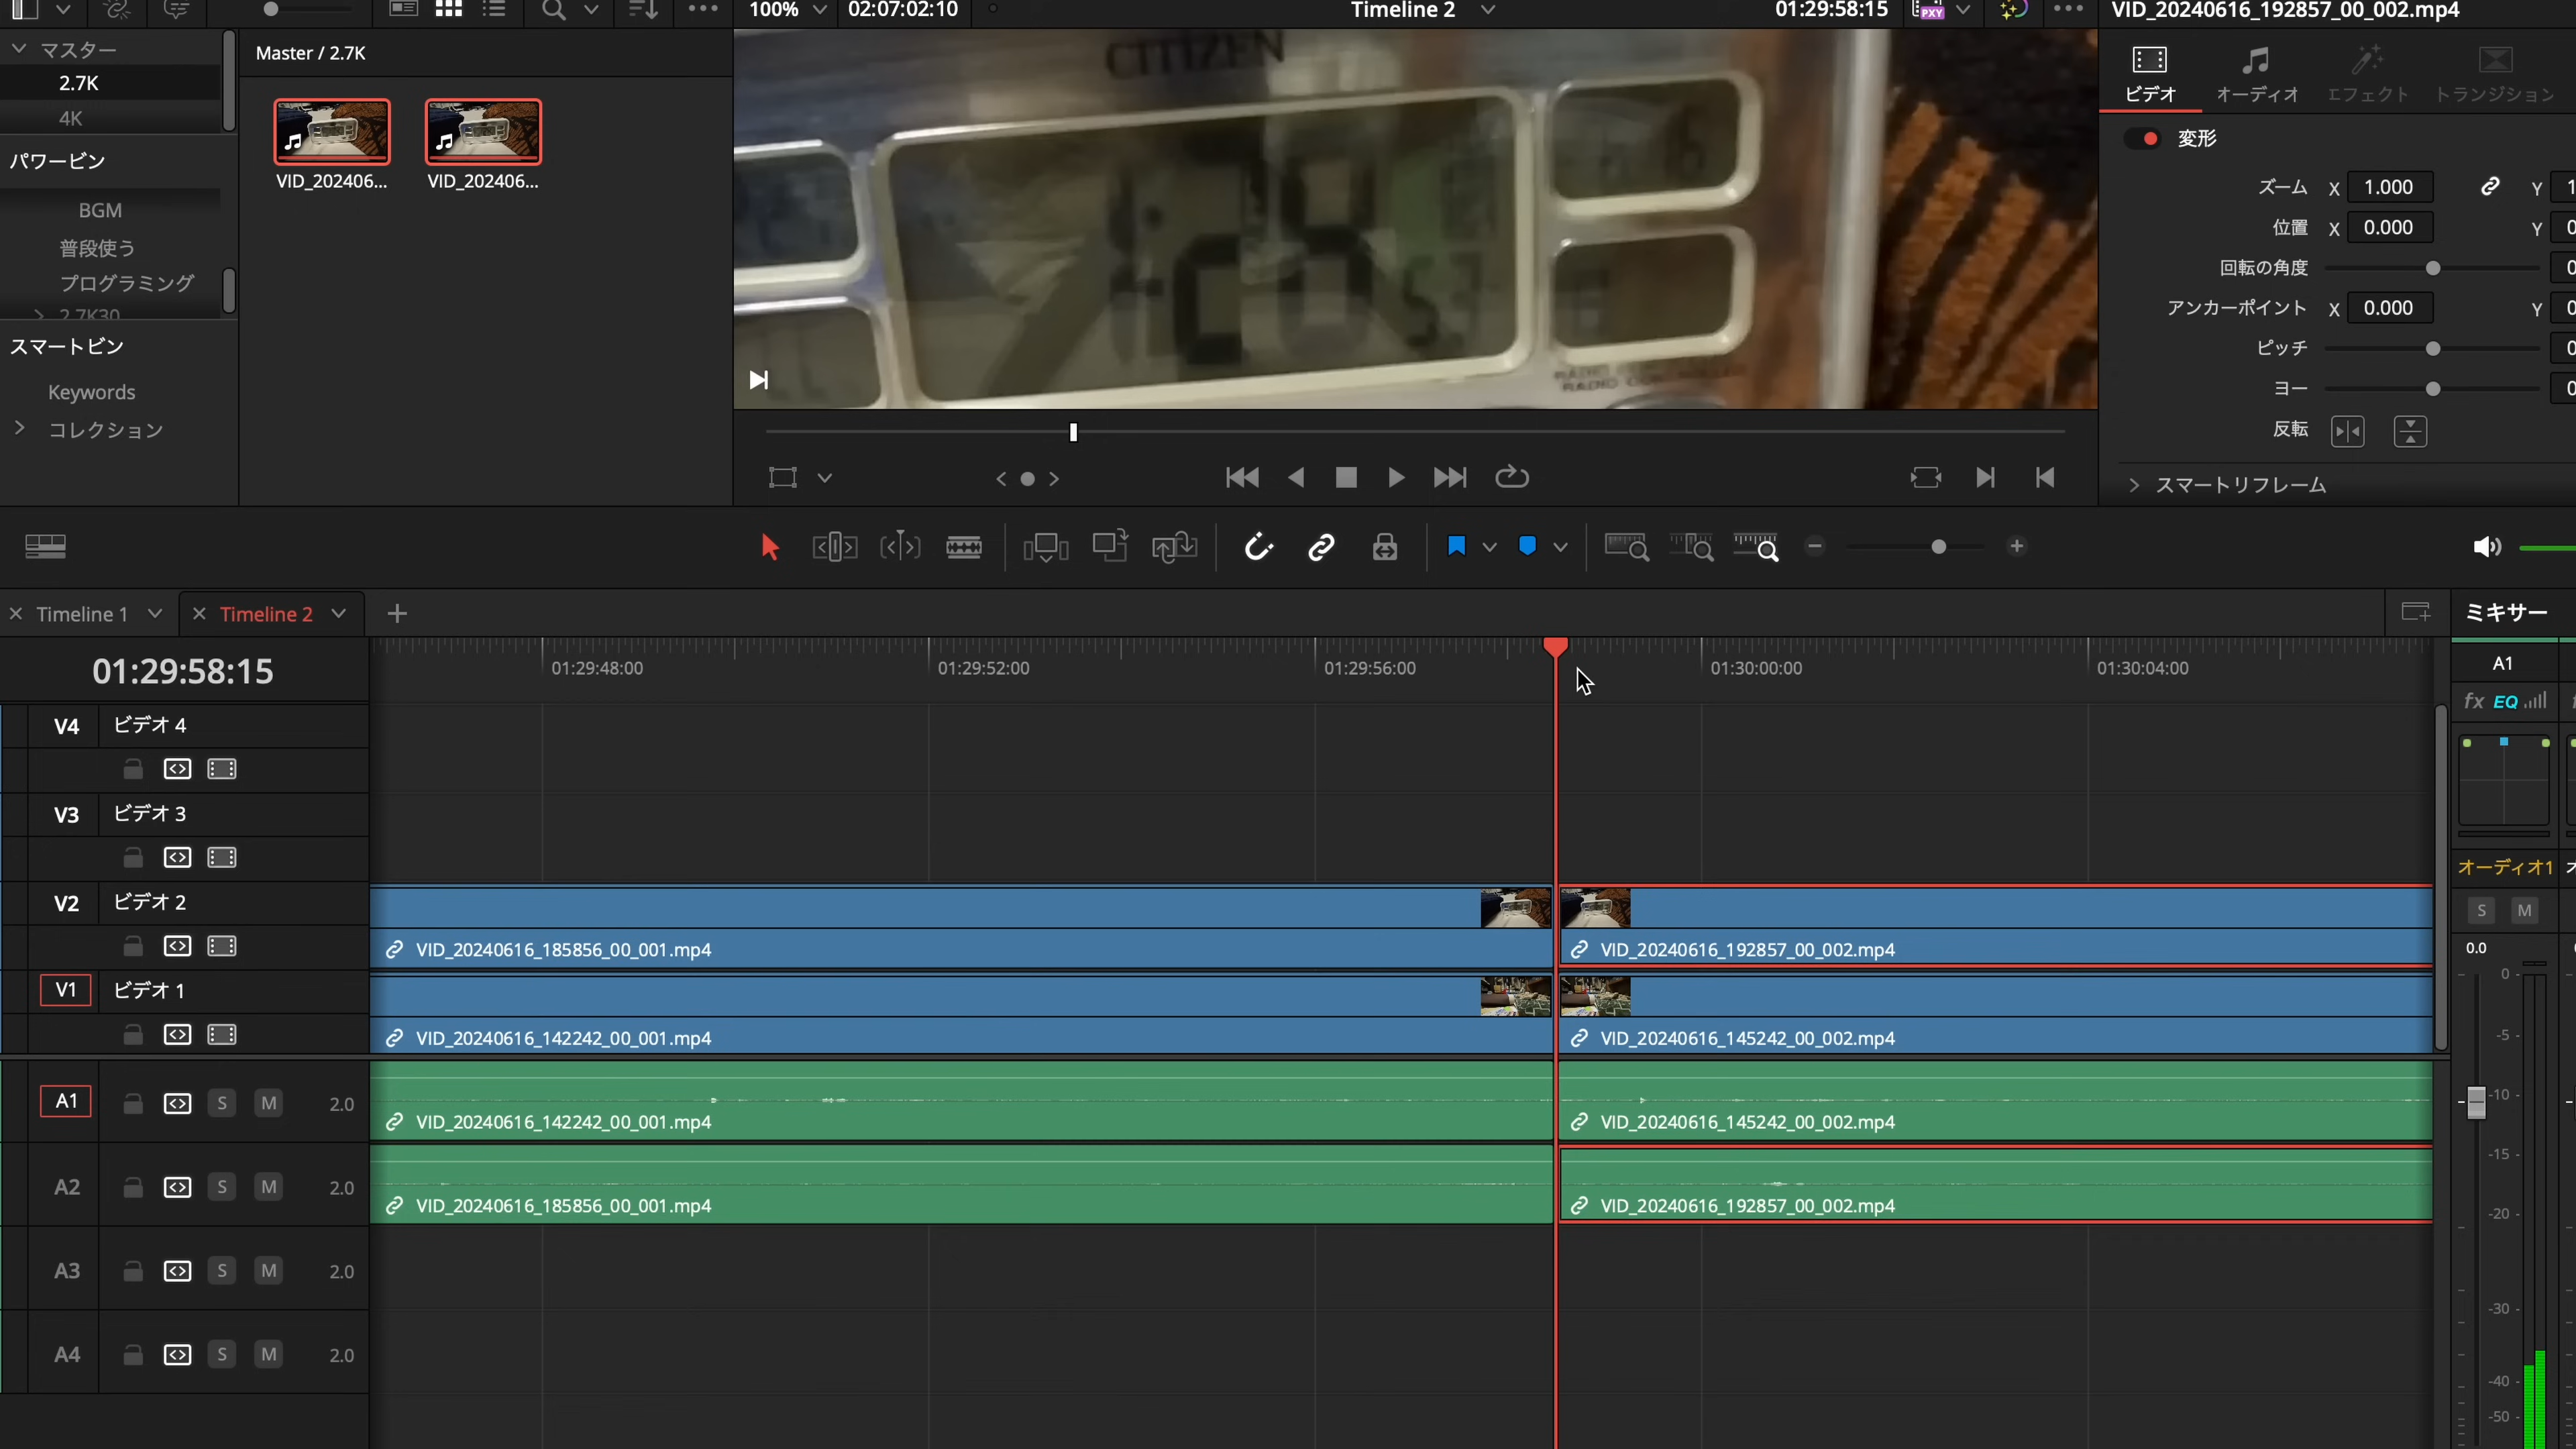 100%
02:07:02:10
Timeline 2
01:29:58:15
PXY
VID_20240616_192857_00_002.mp4
マスター
2.7K
4K
パワービン
BGM
普段使う
プログラミング
2.7K30
スマートビン
Keywords
コレクション
Master / 2.7K
VID_202406...
VID_202406...
CITIZEN
ビデオ
オーディオ
エフェクト
トランジション
変形
ズーム X 1.000 Y
位置 X 0.000 Y
回転の角度
アンカーポイント X 0.000 Y
ピッチ
ヨー
反転
スマートリフレーム
Timeline 1
Timeline 2
ミキサー
01:29:58:15
01:29:48:00
01:29:52:00
01:29:56:00
01:30:00:00
01:30:04:00
A1
fx EQ
V4 ビデオ 4
V3 ビデオ 3
V2 ビデオ 2
VID_20240616_185856_00_001.mp4
VID_20240616_192857_00_002.mp4
V1 ビデオ 1
VID_20240616_142242_00_001.mp4
VID_20240616_145242_00_002.mp4
A1 S M 2.0
VID_20240616_142242_00_001.mp4
VID_20240616_145242_00_002.mp4
A2 S M 2.0
VID_20240616_185856_00_001.mp4
VID_20240616_192857_00_002.mp4
A3 S M 2.0
A4 S M 2.0
オーディオ1
S M
0.0
0
-5
-10
-15
-20
-30
-40
-50